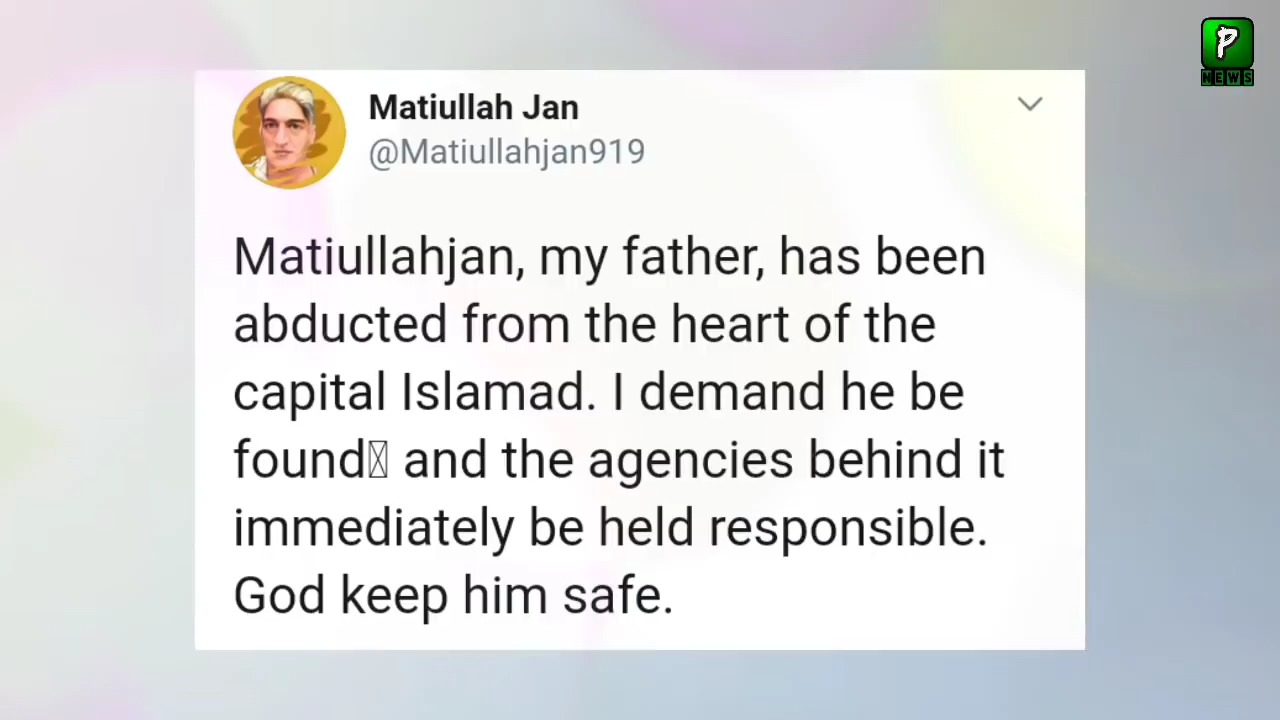 P
NEWS
Matiullah Jan
@Matiullahjan919
Matiullahjan, my father, has been
abducted from the heart of the
capital Islamad. I demand he be
found and the agencies behind it
immediately be held responsible.
God keep him safe.